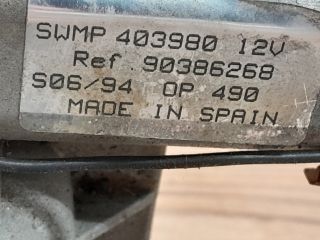 SWMP 403980 12V
Ref. 90386268
S06/94 OP 490
MADE IN SPAIN